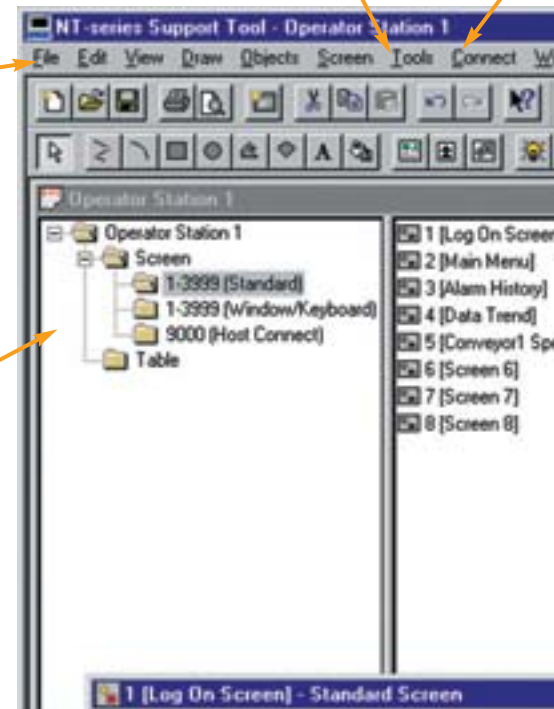 NT-series Support Tool - Operator Station 1
File Edit View Draw Objects Screen Tools Connect
A
Operator Station 1
Operator Station 1
Screen
1-3999 (Standard)
1-3999 (Window/Keyboard)
9000 (Host Connect)
Table
1 [Log On Screen
2 [Main Menu]
3 [Alarm History]
4 [Data Trend]
5 [Conveyor1 Spe
6 [Screen 6]
7 [Screen 7]
8 [Screen 8]
1 [Log On Screen] - Standard Screen